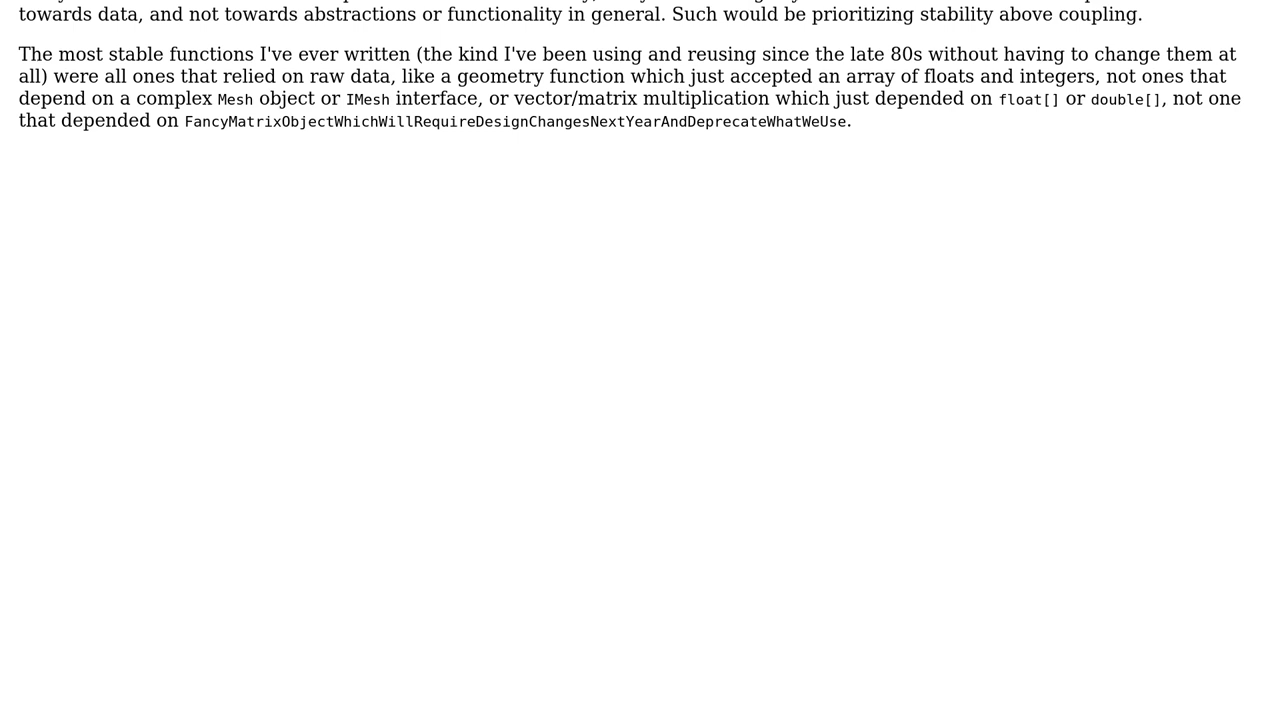 towards data, and not towards abstractions or functionality in general. Such would be prioritizing stability above coupling.
The most stable functions I've ever written (the kind I've been using and reusing since the late 80s without having to change them at
all) were all ones that relied on raw data, like a geometry function which just accepted an array of floats and integers, not ones that
depend on a complex Mesh object or IMesh interface, or vector/matrix multiplication which just depended on float[] or double[], not one
that depended on FancyMatrixObjectWhichWillRequireDesignChangesNextYearAndDeprecateWhatWeUse.